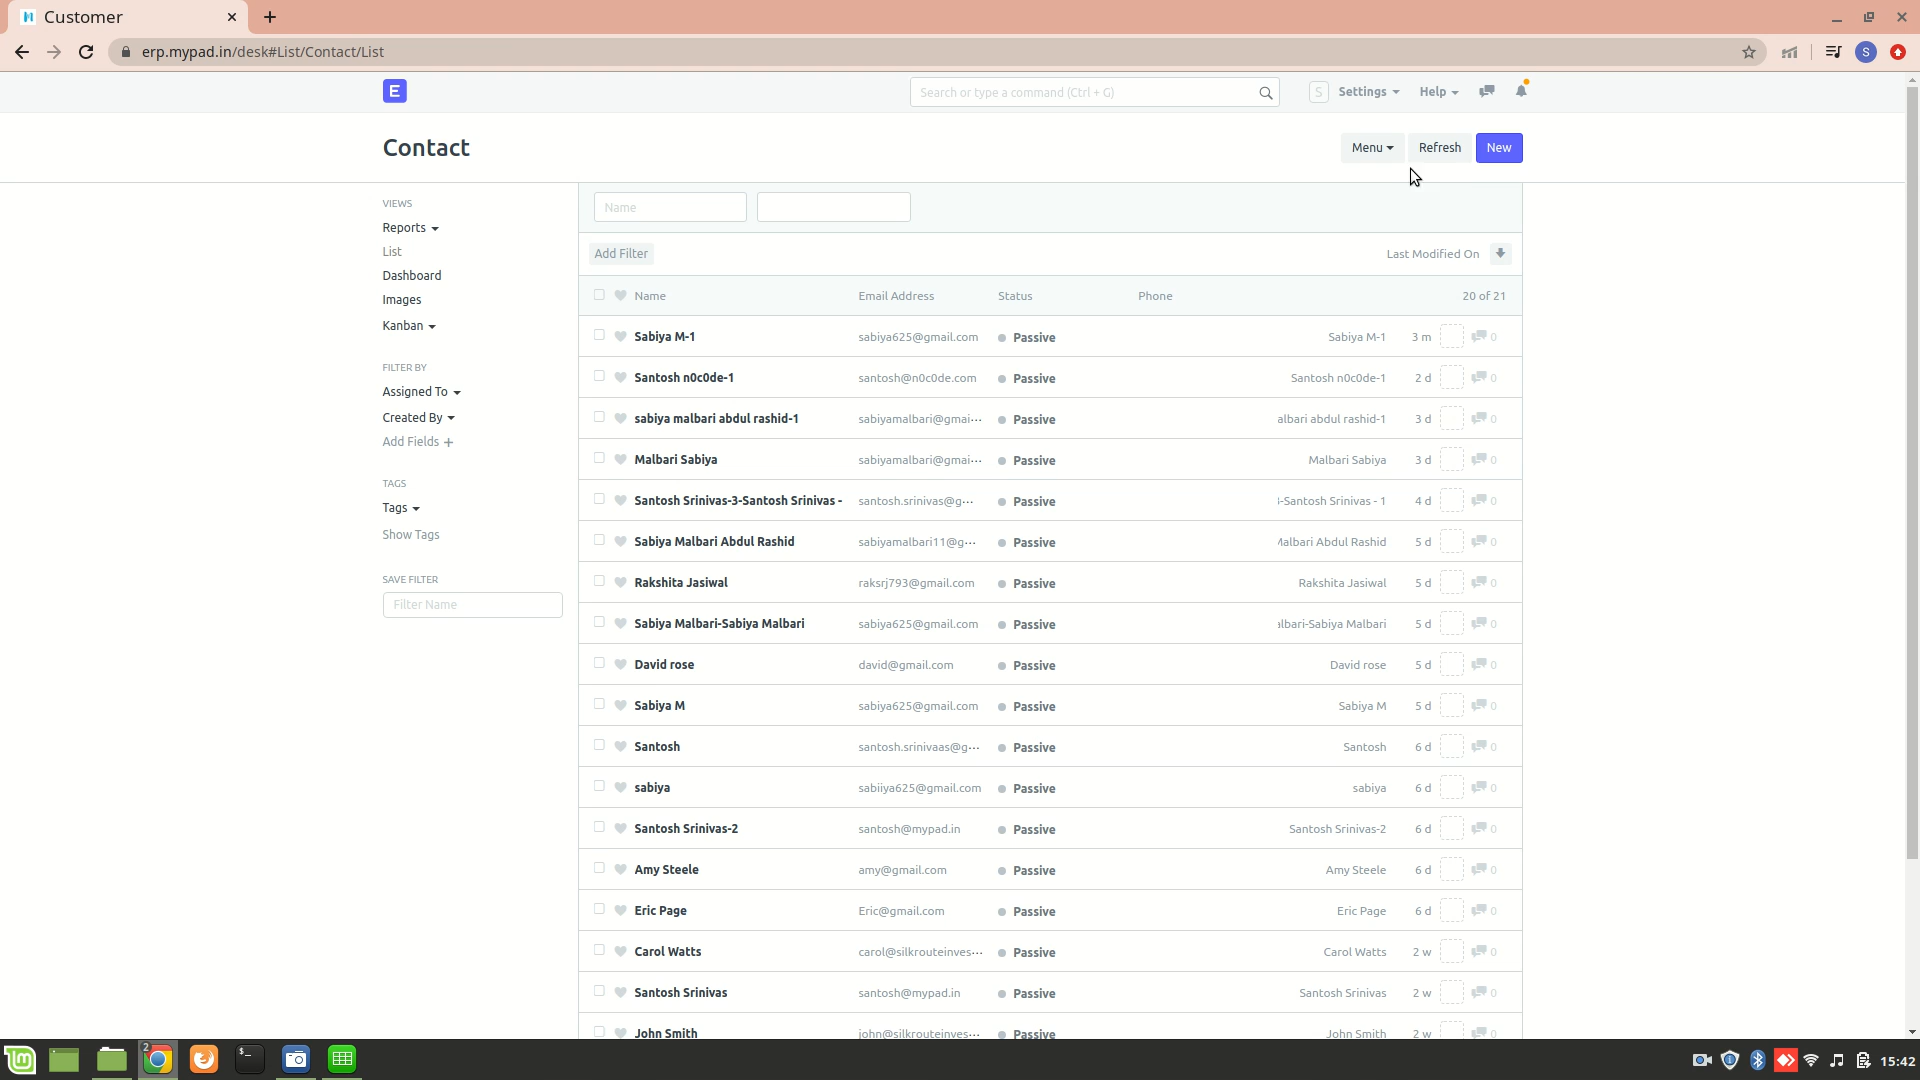 Customer
erp.mypad.in/desk#List/Contact/List
S
E
Search or type a command (Ctrl + G)
S Settings Help
Contact
Menu Refresh New
VIEWS
Reports
List
Dashboard
Images
Kanban
FILTER BY
Assigned To
Created By
Add Fields +
TAGS
Tags
Show Tags
SAVE FILTER
Filter Name
Name
Add Filter Last Modified On
Name Email Address Status Phone 20 of 21
Sabiya M-1 sabiya625@gmail.com Passive Sabiya M-1 3 m 0
Santosh n0c0de-1 santosh@n0c0de.com Passive Santosh n0c0de-1 2 d 0
sabiya malbari abdul rashid-1 sabiyamalbari@gmai... Passive albari abdul rashid-1 3 d 0
Malbari Sabiya sabiyamalbari@gmai... Passive Malbari Sabiya 3 d 0
Santosh Srinivas-3-Santosh Srinivas - santosh.srinivas@g... Passive -Santosh Srinivas - 1 4 d 0
Sabiya Malbari Abdul Rashid sabiyamalbari11@g... Passive Malbari Abdul Rashid 5 d 0
Rakshita Jasiwal raksrj793@gmail.com Passive Rakshita Jasiwal 5 d 0
Sabiya Malbari-Sabiya Malbari sabiya625@gmail.com Passive albari-Sabiya Malbari 5 d 0
David rose david@gmail.com Passive David rose 5 d 0
Sabiya M sabiya625@gmail.com Passive Sabiya M 5 d 0
Santosh santosh.srinivaas@g... Passive Santosh 6 d 0
sabiya sabiiya625@gmail.com Passive sabiya 6 d 0
Santosh Srinivas-2 santosh@mypad.in Passive Santosh Srinivas-2 6 d 0
Amy Steele amy@gmail.com Passive Amy Steele 6 d 0
Eric Page Eric@gmail.com Passive Eric Page 6 d 0
Carol Watts carol@silkrouteinves... Passive Carol Watts 2 w 0
Santosh Srinivas santosh@mypad.in Passive Santosh Srinivas 2 w 0
John Smith john@silkrouteinves... Passive John Smith 2 w 0
2
15:42